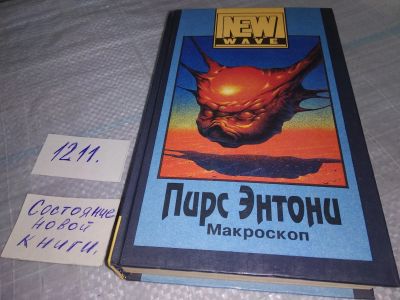 NEW
WAVE
1211.
Состояние
новой
книги.
Пирс Энтони
Макроскоп